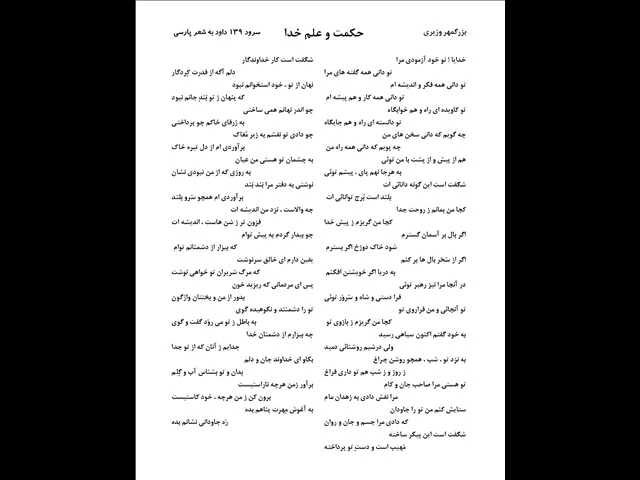 بزرگمهر وزیری
حکمت و علم خدا
سرود ۱۳۹ داود به شعر پارسی
خدایا ! تو خود آزمودی مرا
تو دانی همه گفته های مرا
تو دانی همه فکر و اندیشه ام
تو دانی همه کار و هم پیشه ام
تو کاویده ای راه و هم خوابگاه
تو دانسته ای راه و هم جایگاه
چه گویم که دانی سخن های من
چه پویم که دانی همه راه من
هم از پیش و از پشت با من توئی
به هرجا نهم پای ، پیشم توئی
شگفت است این گونه دانائی ات
بلند است بُرج توانائی ات
کجا من بمانم ز روحت جدا
کجا من گریزم ز پیش خدا
اگر بال بر آسمان گسترم
شود خاک دوزخ اگر بسترم
اگر از سَحَر بال ها پر کنم
به دریا اگر خویشتن افکنم
در آنجا مرا نیز رهبر توئی
فرا دستی و شاه و سَروَر توئی
تو آنجائی و من فراروی تو
کجا من گریزم ز بازوی تو
به خود گفتم اکنون سیاهی رسید
ولی درشبم روشنائی دمید
به نزد تو ، شب ، همچو روشن چراغ
ز روز و ز شب هم تو داری فراغ
تو هستی مرا صاحب جان و کام
مرا نقش دادی به زهدان مام
ستایش کنم من تو را جاودان
که دادی مرا جسم و جان و روان
شگفت است این پیکر ساخته
مُهیب است و دست تو پرداخته
شگفت است کار خداوندگار
دلم آگه از قدرت کِردگار
نهان از تو ، خود استخوانم نبود
که پنهان ز تو بَندِ جانم نبود
چو اندر نهانم همی ساختی
به ژرفای خاکم چو پرداختی
چو دادی تو نقشم به زیر مُغاک
برآوردی ام از دل تیره خاک
به چشمان تو هستی من عیان
به روزی که از من نبودی نشان
نوشتی به دفتر مرا بَند بَند
برآوردی ام همچو سَرو بلند
چه والاست ، نزد من اندیشه ات
فزون تر ز شن هاست ، اندیشه ات
چو بیدار گردم به پیش توام
که بیزار از دشمنانم توام
یقین دارم ای خالق سرنوشت
که مرگ شریران تو خواهی نوشت
پس ای مردمانی که ریزید خون
بدور از من و بختتان واژگون
تو را دشمنند و نکوهیده گوی
به باطل ز تو می رود گفت و گوی
چه بیزارم از دشمنان خدا
جدایم ز آنان که از تو جدا
بکاو ای خداوند جان و دلم
بدان و تو بشناس آب و گِلم
برآور زمن هرچه ناراستیست
برون کن ز من هرچه ، خود کاستیست
به آغوش مِهرت پناهم بده
رَه جاودانی نشانم بده